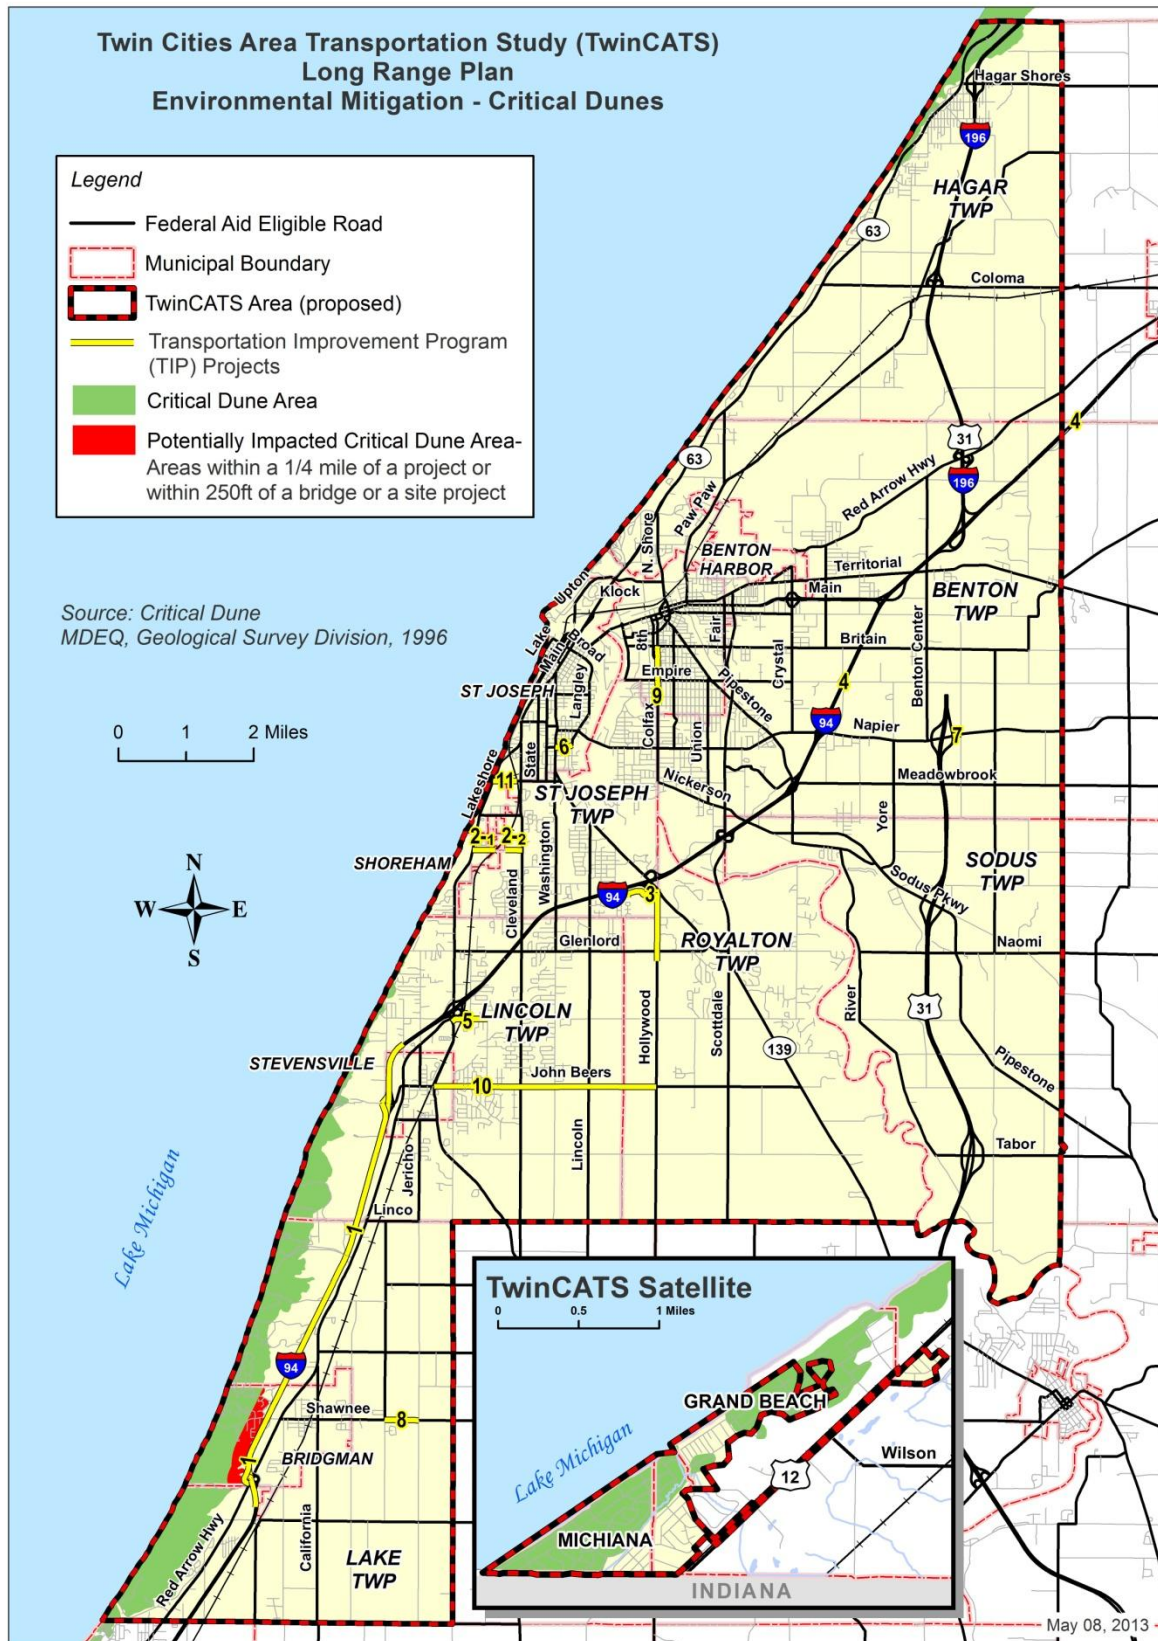 Twin Cities Area Transportation Study (TwinCATS)
Long Range Plan
Environmental Mitigation - Critical Dunes
Legend
Federal Aid Eligible Road
Municipal Boundary
TwinCATS Area (proposed)
Transportation Improvement Program
(TIP) Projects
Critical Dune Area
Potentially Impacted Critical Dune Area-
Areas within a 1/4 mile of a project or
within 250ft of a bridge or a site project
Source: Critical Dune
MDEQ, Geological Survey Division, 1996
0 1 2 Miles
N
W E
S
Hagar Shores
196
HAGAR
TWP
63
Coloma
4
31
63
196
Red Arrow Hwy
Paw Paw
N. Shore
BENTON
HARBOR
Territorial
Upton
Klock
Main
BENTON
TWP
Lake
Main
Broad
8th
Fair
Britain
Benton Center
Crystal
Empire
Pipestone
ST JOSEPH
Langley
4
9
Colfax
Union
94
Napier
7
State
6
Lakeshore
11
Nickerson
Meadowbrook
ST JOSEPH
TWP
Yore
2-1
2-2
Washington
SHOREHAM
SODUS
TWP
Sodus Pkwy
Cleveland
94
3
Glenlord
ROYALTON
TWP
Naomi
River
31
5
LINCOLN
TWP
Hollywood
Scottdale
139
STEVENSVILLE
John Beers
10
Pipestone
Lincoln
Tabor
Jericho
Linco
Lake Michigan
1
94
Shawnee
8
1
BRIDGMAN
California
Red Arrow Hwy
LAKE
TWP
TwinCATS Satellite
0 0.5 1 Miles
GRAND BEACH
Lake Michigan
12
Wilson
MICHIANA
INDIANA
May 08, 2013